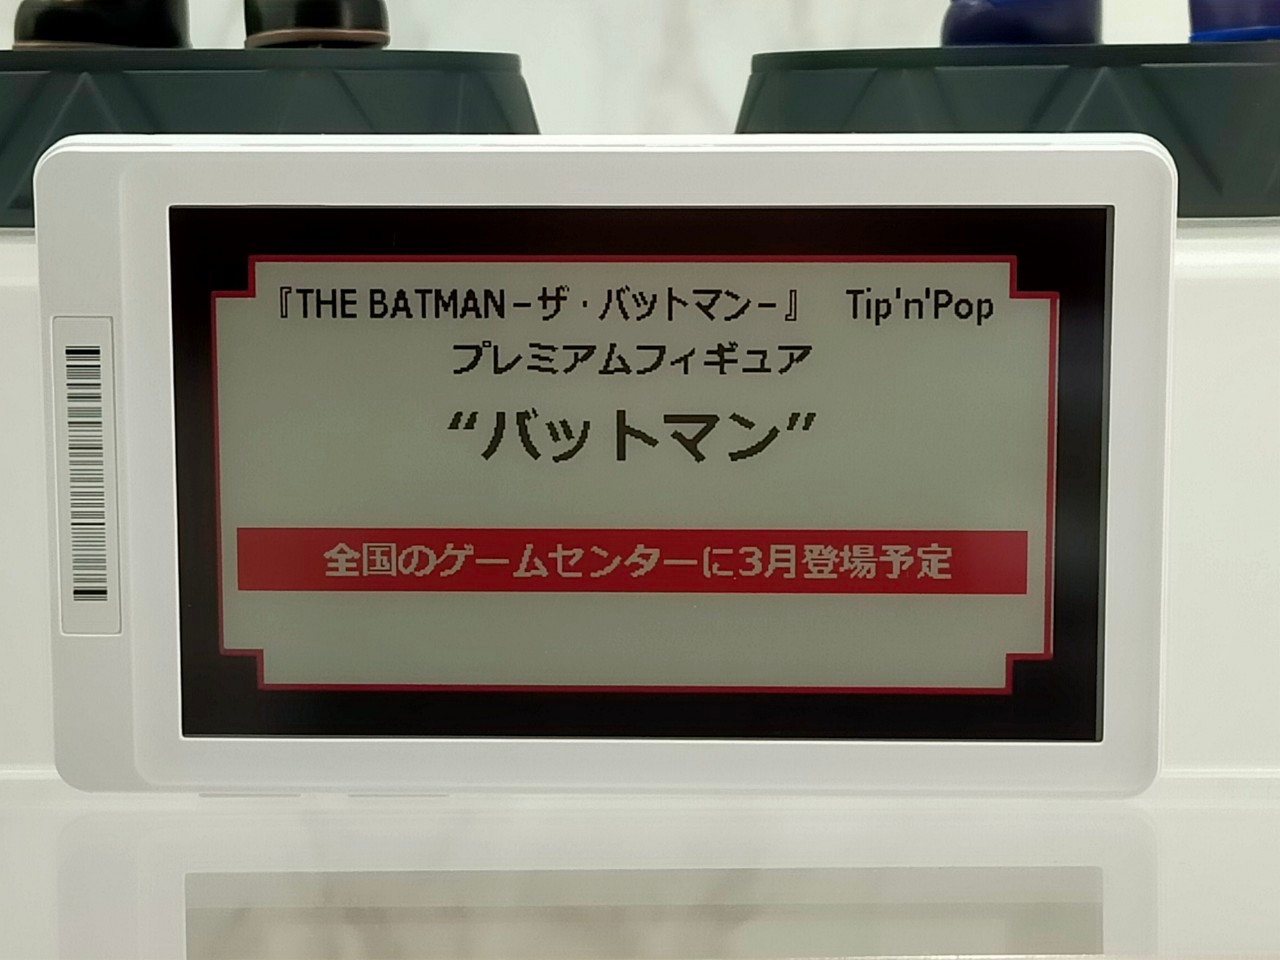 『THE BATMAN－ザ・バットマン－』　Tip'n'Pop
プレミアムフィギュア
“バットマン”
全国のゲームセンターに3月登場予定